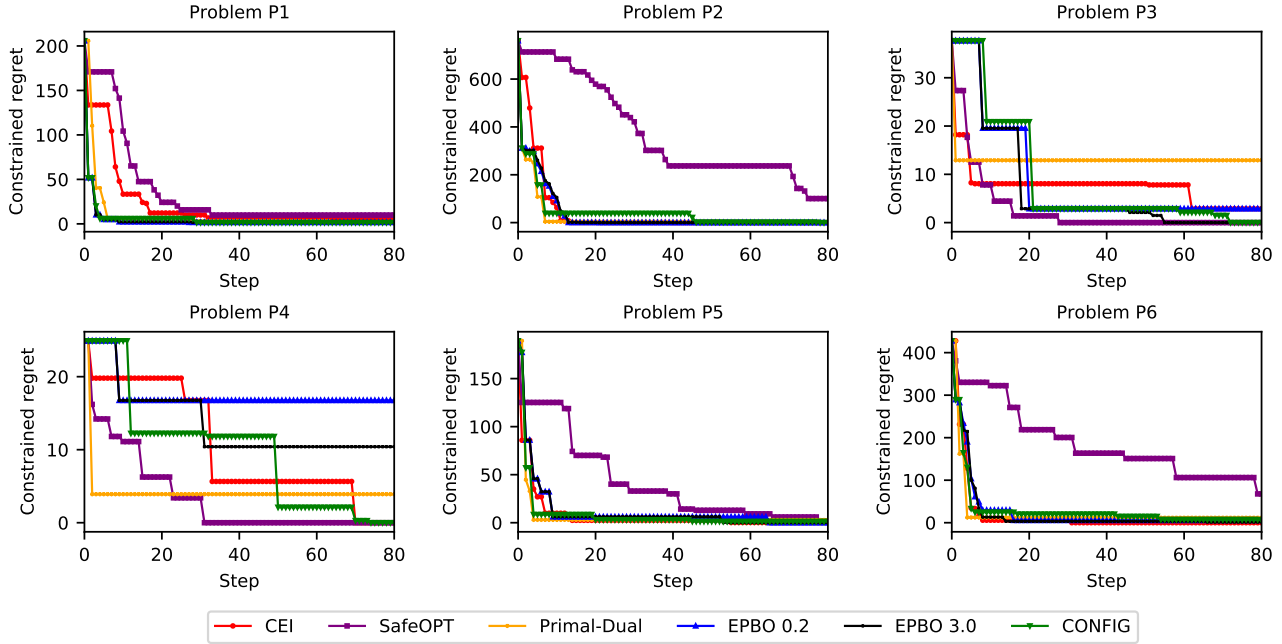 Problem P1
Problem P2
Problem P3
Constrained regret
200
150
100
50
0
0 20 40 60 80
Step
Constrained regret
600
400
200
0
0 20 40 60 80
Step
Constrained regret
30
20
10
0
0 20 40 60 80
Step
Problem P4
Problem P5
Problem P6
Constrained regret
20
10
0
0 20 40 60 80
Step
Constrained regret
150
100
50
0
0 20 40 60 80
Step
Constrained regret
400
300
200
100
0
0 20 40 60 80
Step
CEI SafeOPT Primal-Dual EPBO 0.2 EPBO 3.0 CONFIG